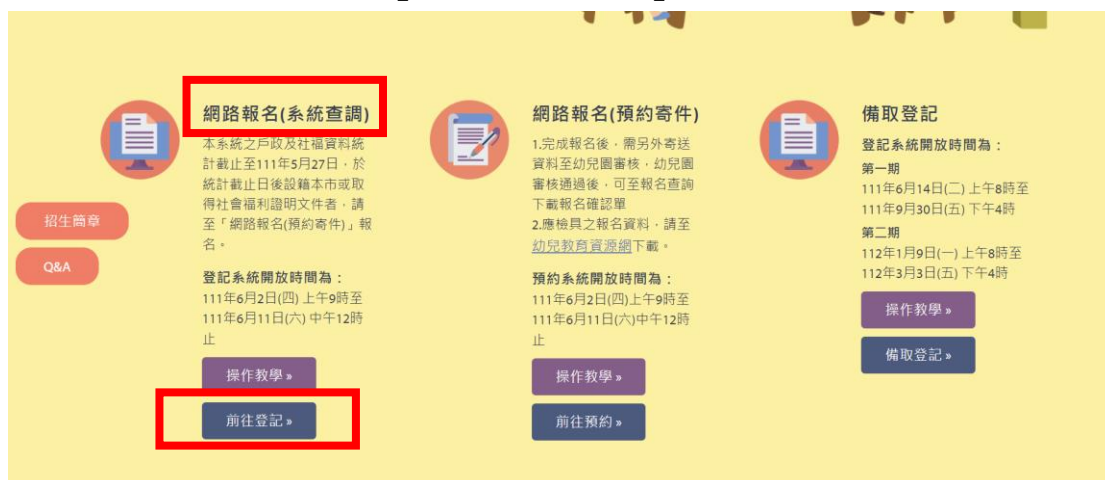 招生簡章
Q&A
網路報名(系統查調)
本系統之戶政及社福資料統
計截止至111年5月27日，於
統計截止日後設籍本市或取
得社會福利證明文件者，請
至「網路報名(預約寄件)」報
名。
登記系統開放時間為：
111年6月2日(四) 上午9時至
111年6月11日(六) 中午12時
止
操作教學 »
前往登記 »
網路報名(預約寄件)
1.完成報名後，需另外寄送
資料至幼兒園審核，幼兒園
審核通過後，可至報名查詢
下載報名確認單
2.應檢具之報名資料，請至
幼兒教育資源網下載。
預約系統開放時間為：
111年6月2日(四)上午9時至
111年6月11日(六)中午12時
止
操作教學 »
前往預約 »
備取登記
登記系統開放時間為：
第一期
111年6月14日(二) 上午8時至
111年9月30日(五) 下午4時
第二期
112年1月9日(一) 上午8時至
112年3月3日(五) 下午4時
操作教學 »
備取登記 »